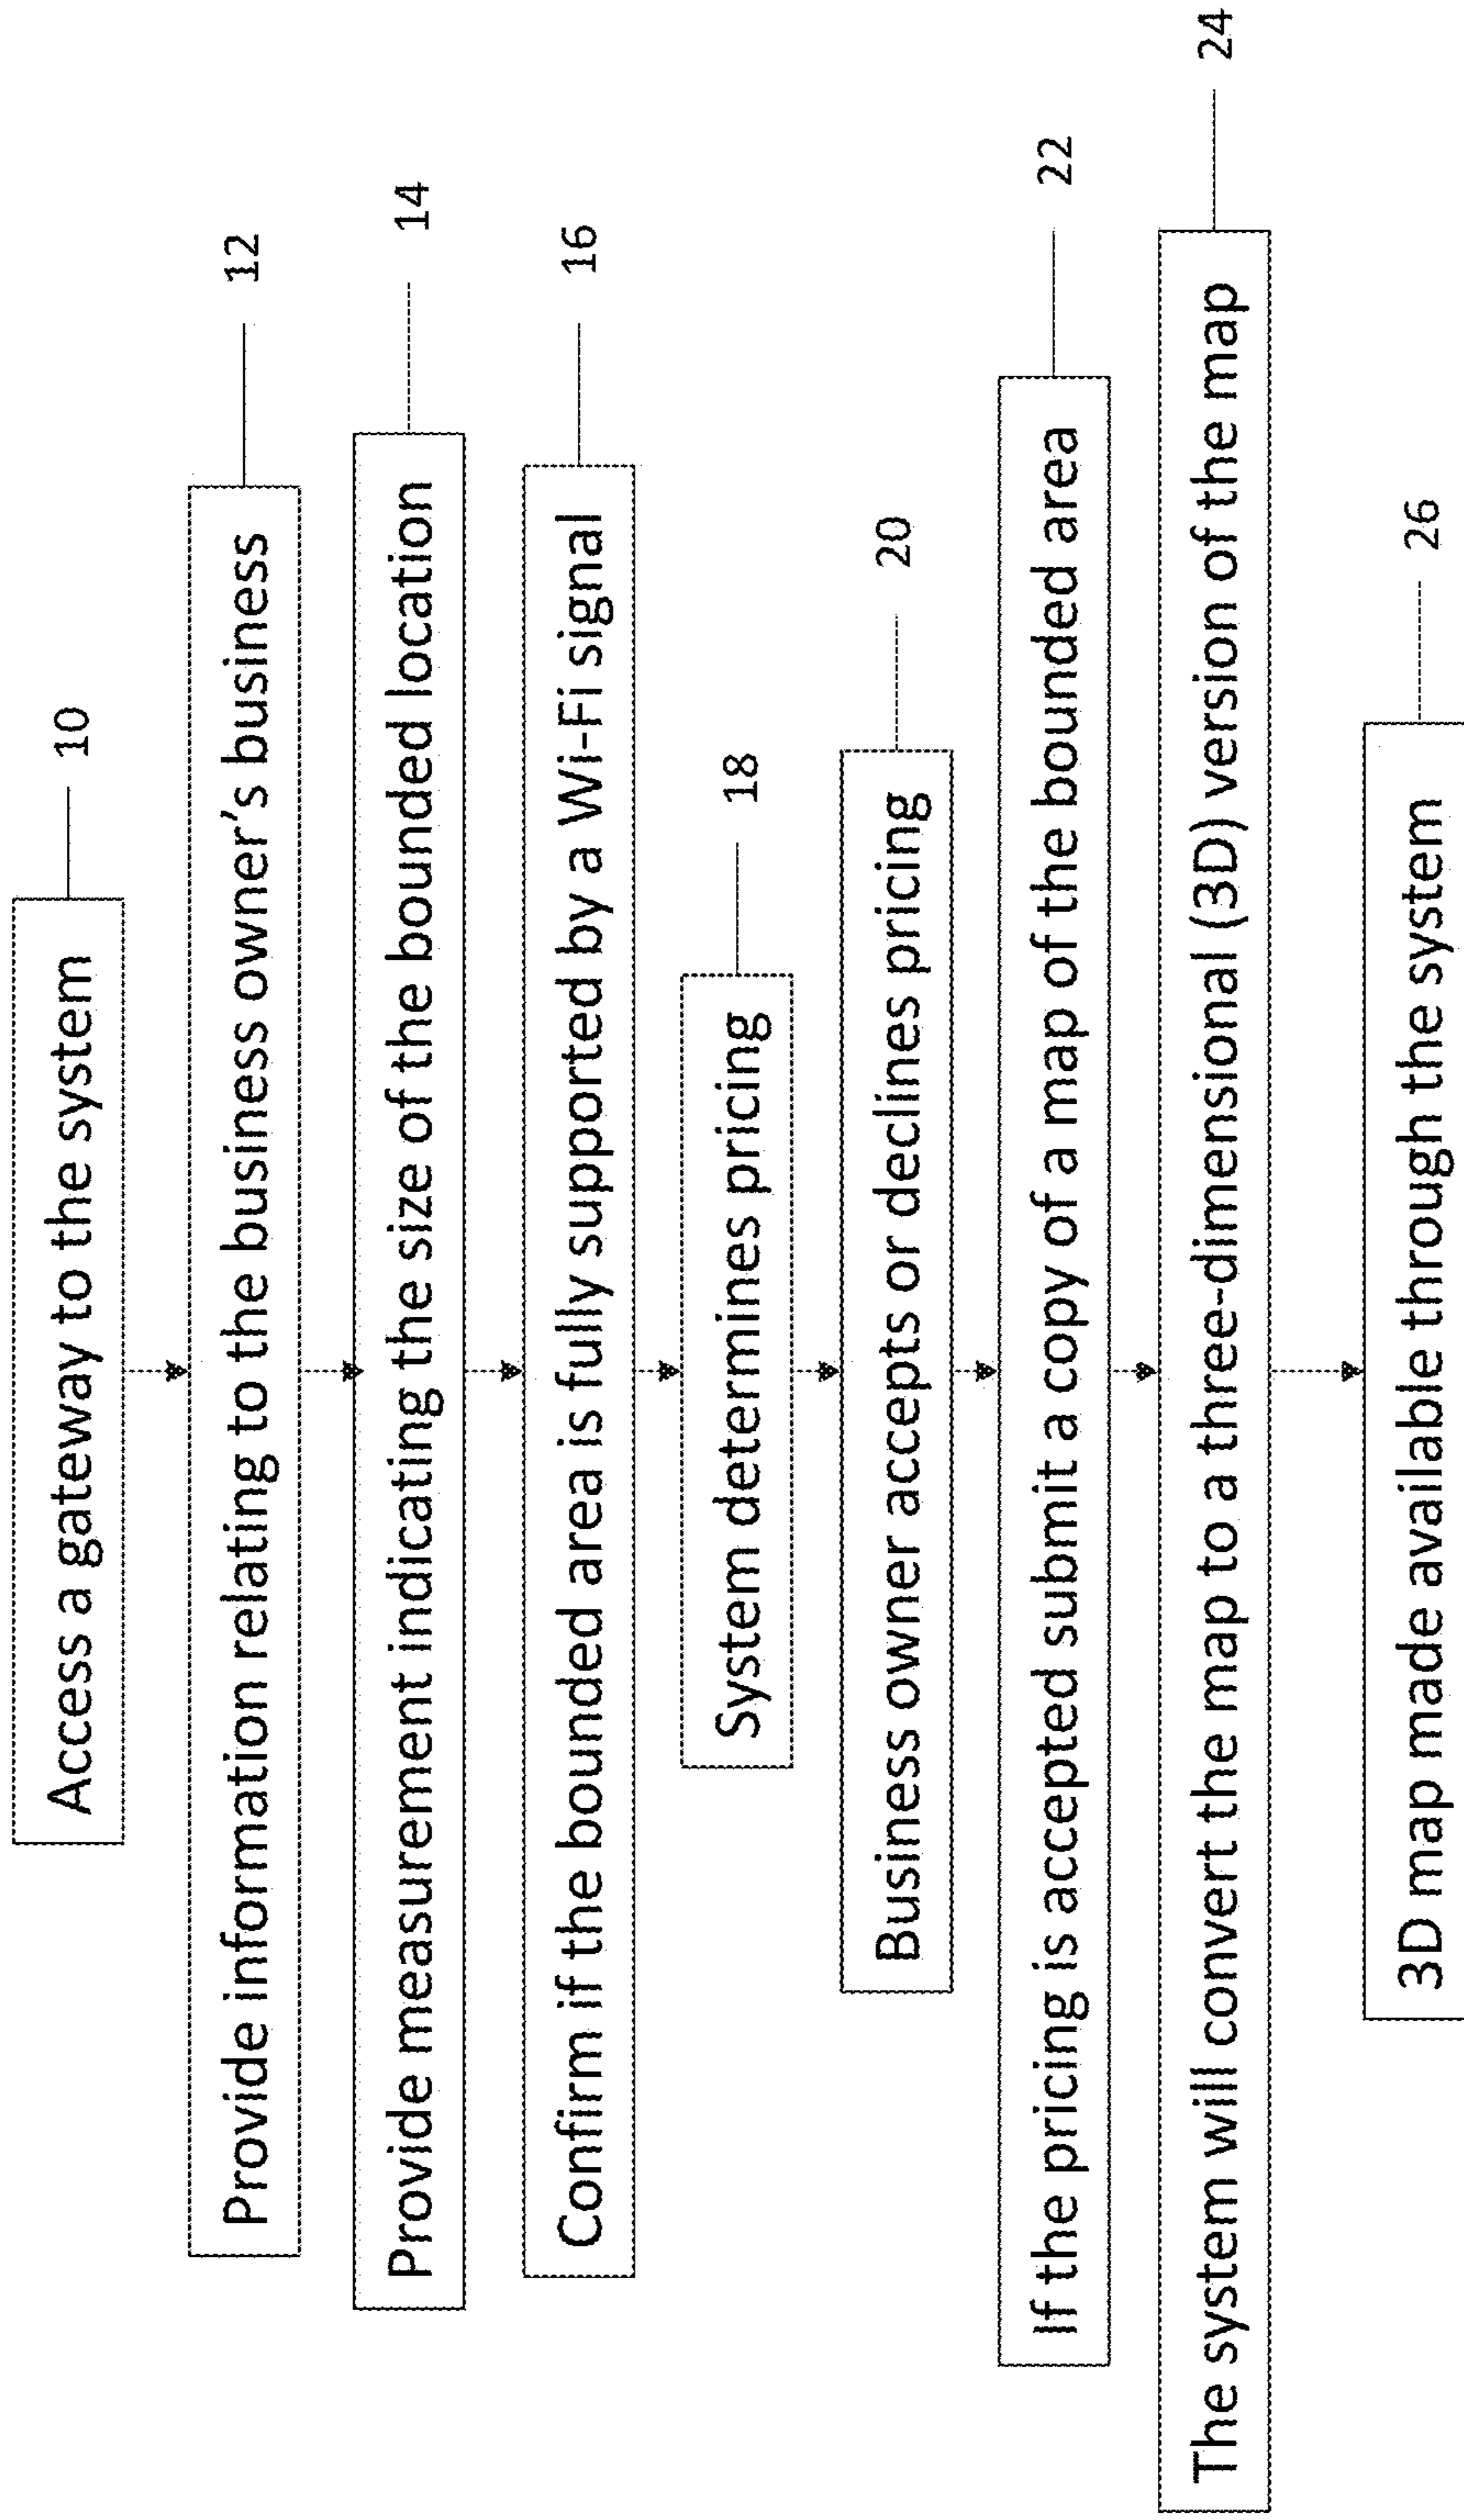 Access a gateway to the system
10
Provide information relating to the business owner's business
12
Provide measurement indicating the size of the bounded location
14
Confirm if the bounded area is fully supported by a Wi-Fi signal
16
System determines pricing
18
Business owner accepts or declines pricing
20
If the pricing is accepted submit a copy of a map of the bounded area
22
The system will convert the map to a three-dimensional (3D) version of the map
24
3D map made available through the system
26